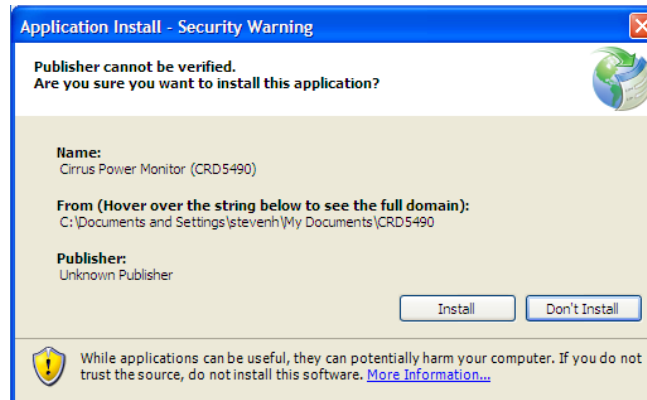 Application Install - Security Warning
Publisher cannot be verified.
Are you sure you want to install this application?
Name:
Cirrus Power Monitor (CRD5490)
From (Hover over the string below to see the full domain):
C:\Documents and Settings\stevenh\My Documents\CRD5490
Publisher:
Unknown Publisher
Install
Don't Install
While applications can be useful, they can potentially harm your computer. If you do not
trust the source, do not install this software. More Information...